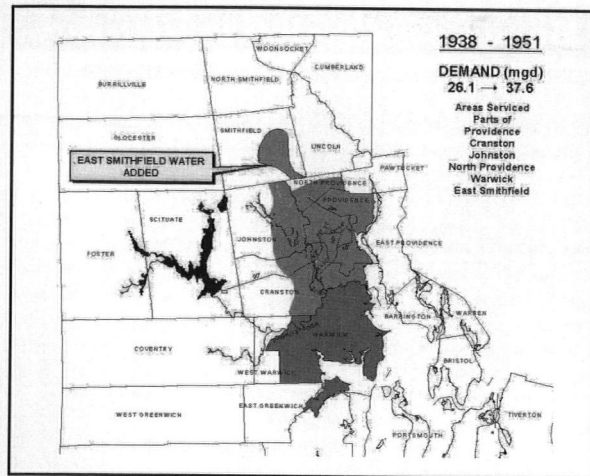 1938 - 1951
DEMAND (mgd)
26.1 → 37.6
Areas Serviced
Parts of
Providence
Cranston
Johnston
North Providence
Warwick
East Smithfield
WOONSOCKET
CUMBERLAND
BURRILLVILLE
NORTH SMITHFIELD
GLOCESTER
SMITHFIELD
LINCOLN
EAST SMITHFIELD WATER
ADDED
PAWTUCKET
NORTH PROVIDENCE
PROVIDENCE
SCITUATE
FOSTER
JOHNSTON
EAST PROVIDENCE
CRANSTON
BARRINGTON
WARREN
WARWICK
COVENTRY
WEST WARWICK
BRISTOL
WEST GREENWICH
EAST GREENWICH
TIVERTON
PORTSMOUTH